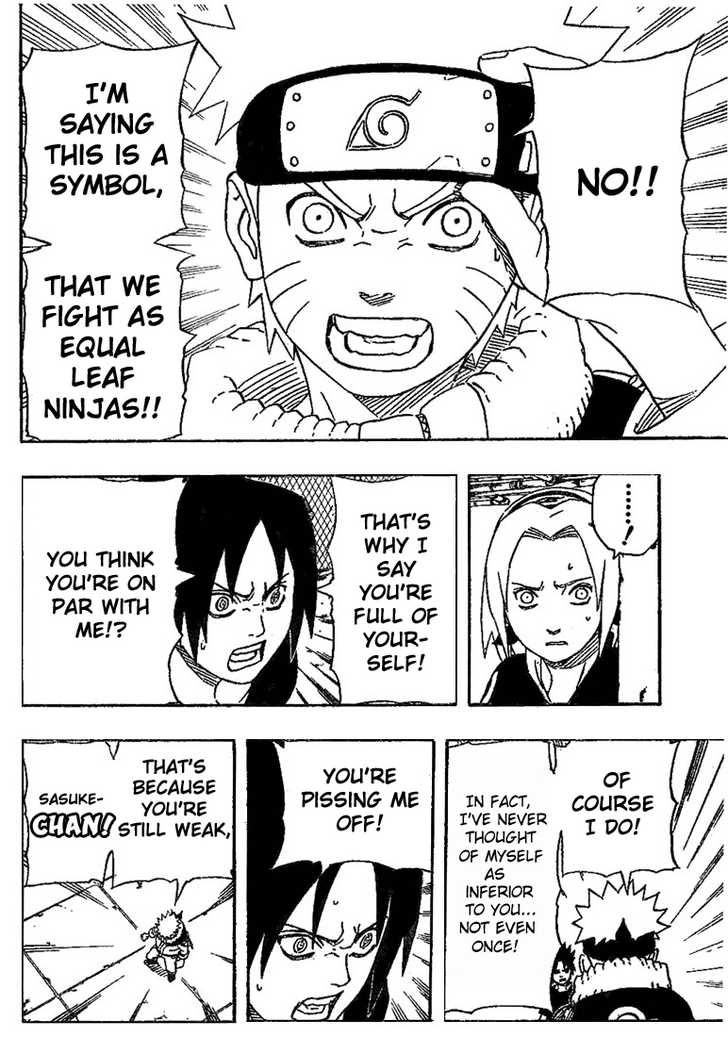 NO!!
I'M
SAYING
THIS IS A
SYMBOL,
THAT WE
FIGHT AS
EQUAL
LEAF
NINJAS!!
......!
THAT'S
WHY I
SAY
YOU'RE
FULL OF
YOUR-
SELF!
YOU THINK
YOU'RE ON
PAR WITH
ME!?
OF
COURSE
I DO!
IN FACT,
I'VE NEVER
THOUGHT
OF MYSELF
AS
INFERIOR
TO YOU...
NOT EVEN
ONCE!
YOU'RE
PISSING ME
OFF!
THAT'S
BECAUSE
YOU'RE
STILL WEAK,
SASUKE-
CHAN!